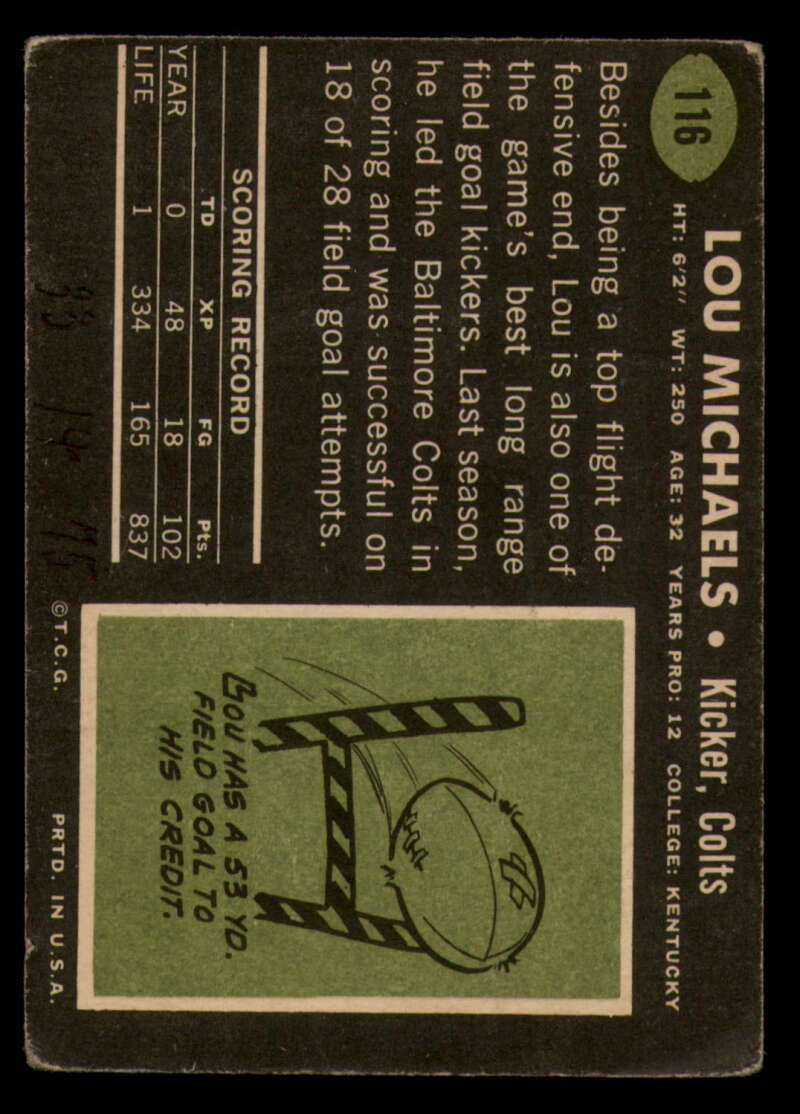 116
LOU MICHAELS • Kicker, Colts
HT: 6'2" WT: 250 AGE: 32 YEARS PRO: 12 COLLEGE: KENTUCKY
Besides being a top flight de-
fensive end, Lou is also one of
the game's best long range
field goal kickers. Last season,
he led the Baltimore Colts in
scoring and was successful on
18 of 28 field goal attempts.
SCORING RECORD
TD XP FG Pts.
YEAR 0 48 18 102
LIFE 1 334 165 837
33 14 75
LOU HAS A 53 YD.
FIELD GOAL TO
HIS CREDIT.
©T.C.G. PRTD. IN U.S.A.